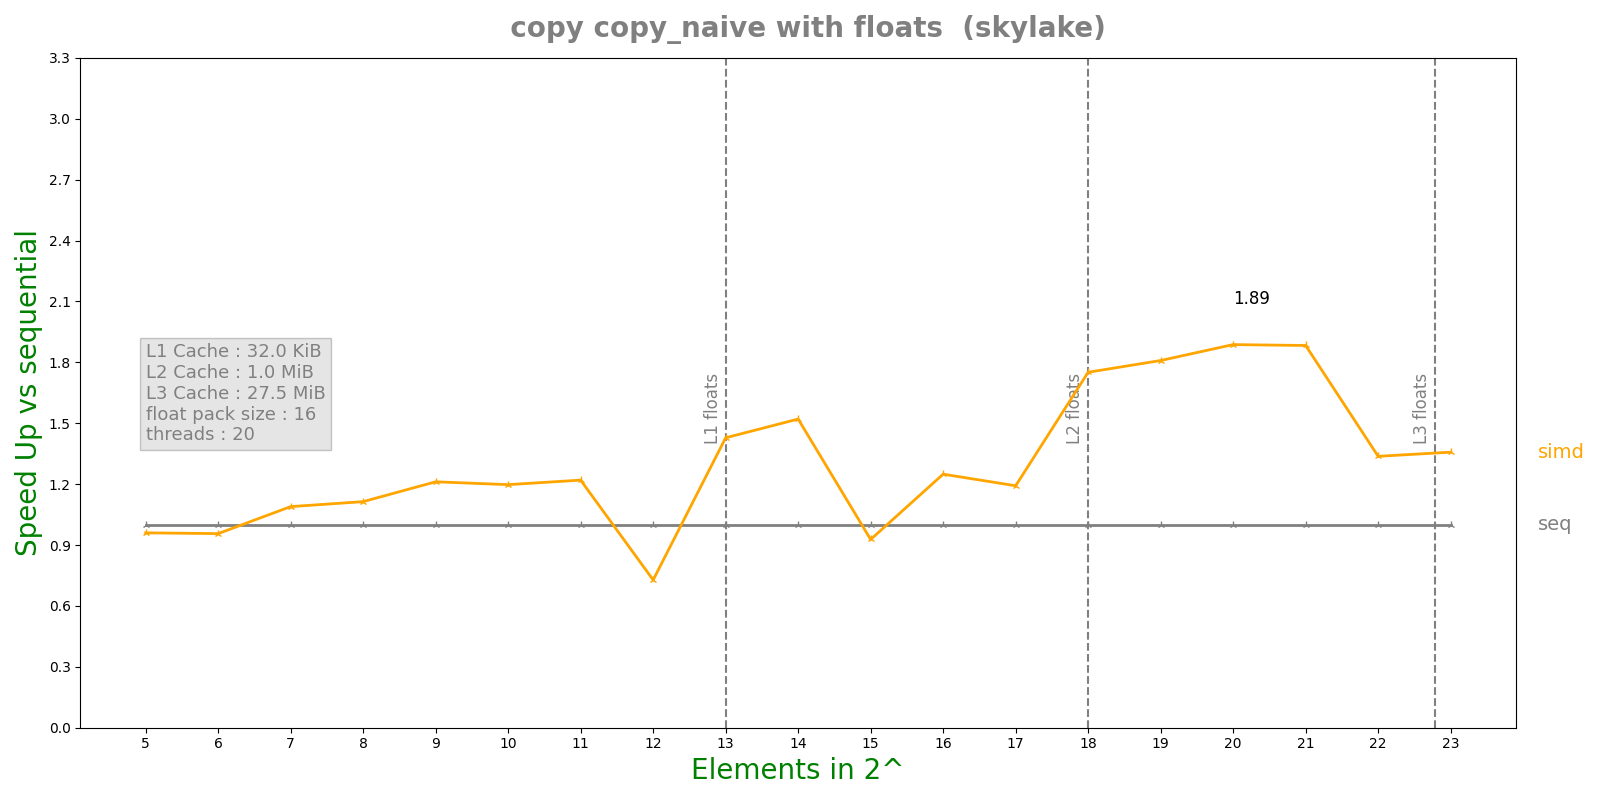 copy copy_naive with floats  (skylake)
Speed Up vs sequential
3.3
3.0
2.7
2.4
2.1
1.8
1.5
1.2
0.9
0.6
0.3
0.0
L1 Cache : 32.0 KiB
L2 Cache : 1.0 MiB
L3 Cache : 27.5 MiB
float pack size : 16
threads : 20
L1 floats
L2 floats
L3 floats
1.89
simd
seq
5 6 7 8 9 10 11 12 13 14 15 16 17 18 19 20 21 22 23
Elements in 2^